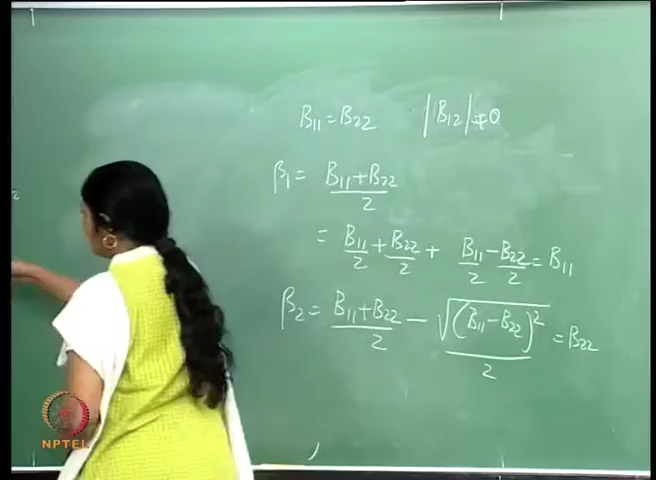 B₁₁ = B₂₂   |B₁₂| ≠ 0
β₁ = (B₁₁ + B₂₂)/2
= B₁₁/2 + B₂₂/2 + B₁₁/2 − B₂₂/2 = B₁₁
β₂ = (B₁₁ + B₂₂)/2 − √((B₁₁ − B₂₂)²)/2 = B₂₂
2
NPTEL